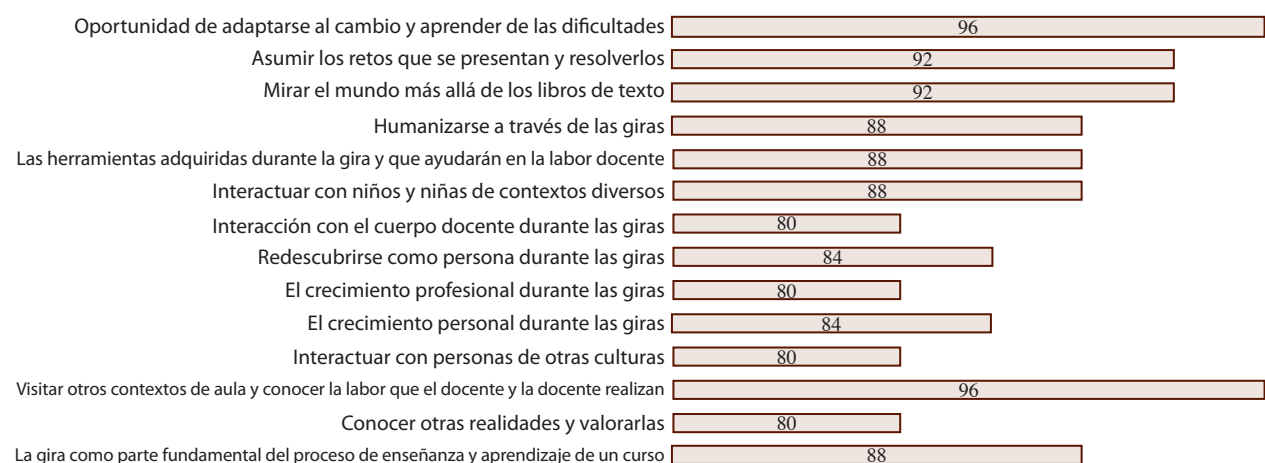 Oportunidad de adaptarse al cambio y aprender de las dificultades 96
Asumir los retos que se presentan y resolverlos 92
Mirar el mundo más allá de los libros de texto 92
Humanizarse a través de las giras 88
Las herramientas adquiridas durante la gira y que ayudarán en la labor docente 88
Interactuar con niños y niñas de contextos diversos 88
Interacción con el cuerpo docente durante las giras 80
Redescubrirse como persona durante las giras 84
El crecimiento profesional durante las giras 80
El crecimiento personal durante las giras 84
Interactuar con personas de otras culturas 80
Visitar otros contextos de aula y conocer la labor que el docente y la docente realizan 96
Conocer otras realidades y valorarlas 80
La gira como parte fundamental del proceso de enseñanza y aprendizaje de un curso 88